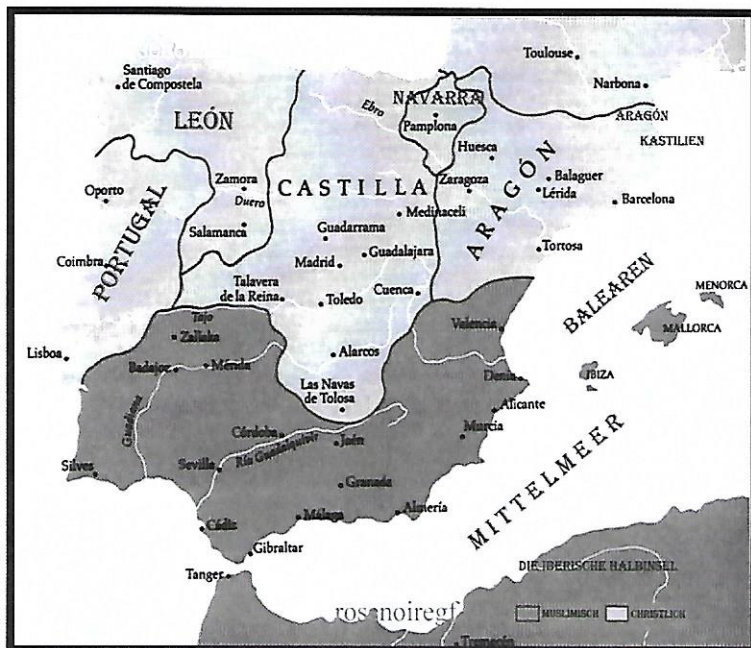 Toulouse
Santiago
de Compostela
Narbona
NAVARRA
Ebro
ARAGÓN
LEÓN
Pamplona
KASTILIEN
Huesca
Zamora
CASTILLA
Zaragoza
Balaguer
Oporto
Lérida
Duero
Medinaceli
Barcelona
ARAGÓN
PORTUGAL
Salamanca
Guadarrama
Guadalajara
Tortosa
Coimbra
Madrid
Talavera
de la Reina
Cuenca
Toledo
BALEAREN
MENORCA
Tajo
Valencia
MALLORCA
Zallaka
Lisboa
Alarcos
Badajoz
Mérida
IBIZA
Denia
Las Navas
de Tolosa
Alicante
Guadiana
Córdoba
Murcia
Jaén
Río Guadalquivir
Silves
Sevilla
MITTELMEER
Granada
Málaga
Almería
Cádiz
Gibraltar
DIE IBERISCHE HALBINSEL
Tanger
rosenoiregf
MUSLIMISCH
CHRISTLICH